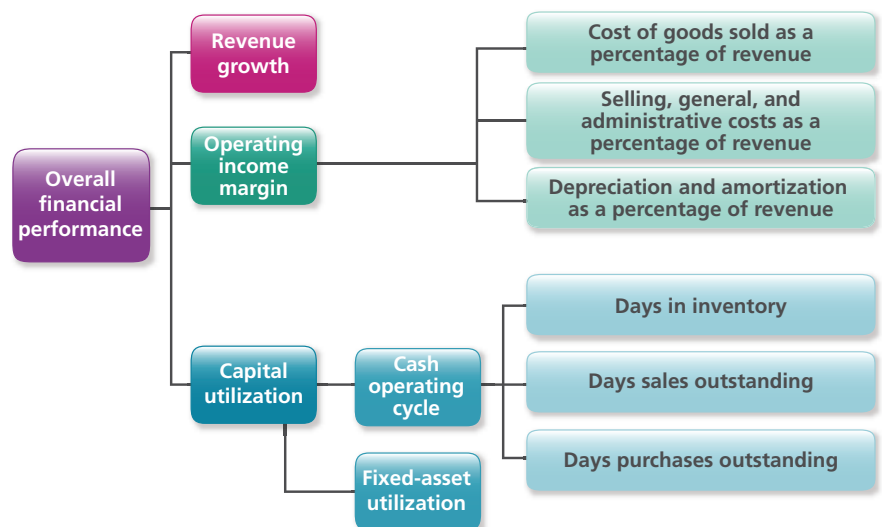 Overall
financial
performance
Revenue
growth
Operating
income
margin
Cost of goods sold as a
percentage of revenue
Selling, general, and
administrative costs as a
percentage of revenue
Depreciation and amortization
as a percentage of revenue
Capital
utilization
Cash
operating
cycle
Days in inventory
Days sales outstanding
Days purchases outstanding
Fixed-asset
utilization